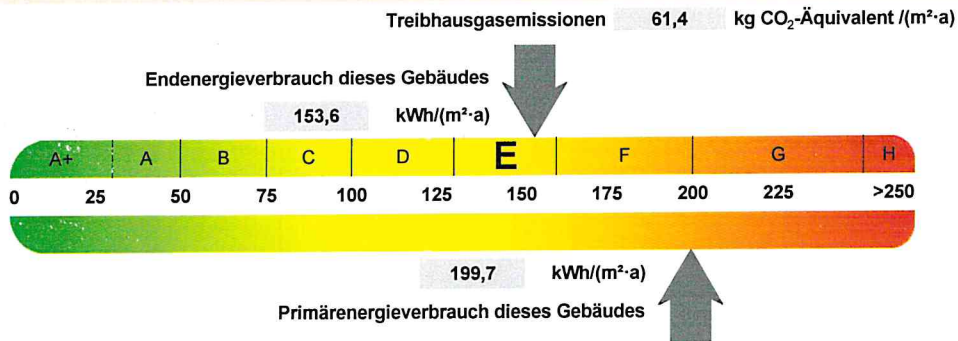 Treibhausgasemissionen 61,4 kg CO₂-Äquivalent /(m²·a)
Endenergieverbrauch dieses Gebäudes
153,6 kWh/(m²·a)
A+ A B C D E F G H
0 25 50 75 100 125 150 175 200 225 >250
199,7 kWh/(m²·a)
Primärenergieverbrauch dieses Gebäudes